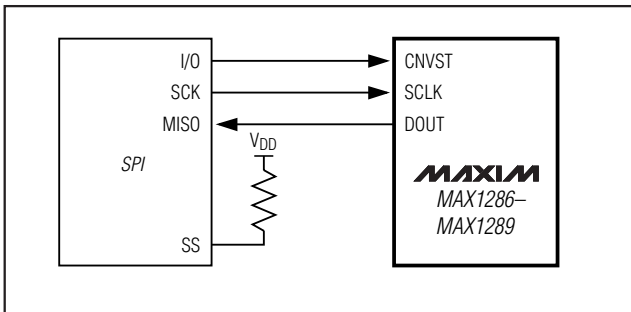 I/O
SCK
MISO
SPI
SS
VDD
CNVST
SCLK
DOUT
MAXIM
MAX1286–
MAX1289